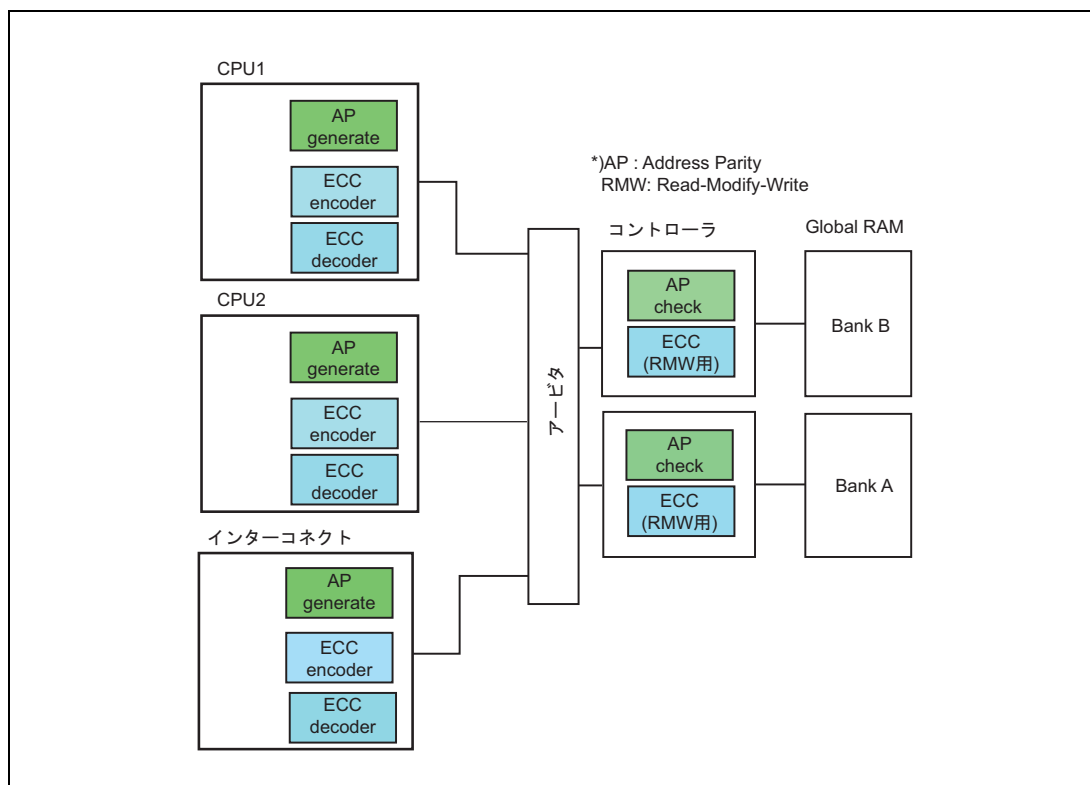 CPU1
AP
generate
ECC
encoder
ECC
decoder
CPU2
AP
generate
ECC
encoder
ECC
decoder
インターコネクト
AP
generate
ECC
encoder
ECC
decoder
アービタ
*)AP : Address Parity
RMW: Read-Modify-Write
コントローラ
AP
check
ECC
(RMW用)
AP
check
ECC
(RMW用)
Global RAM
Bank B
Bank A